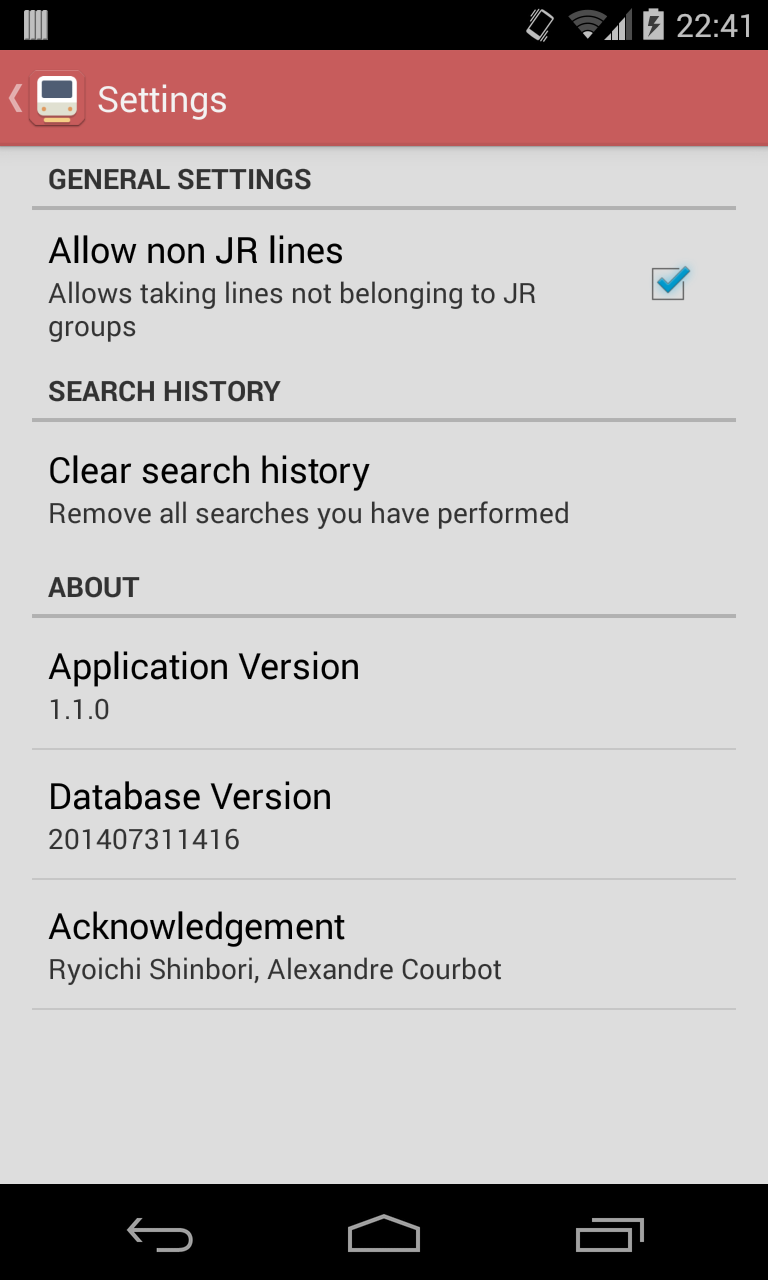 22:41
Settings
GENERAL SETTINGS
Allow non JR lines
Allows taking lines not belonging to JR
groups
SEARCH HISTORY
Clear search history
Remove all searches you have performed
ABOUT
Application Version
1.1.0
Database Version
201407311416
Acknowledgement
Ryoichi Shinbori, Alexandre Courbot